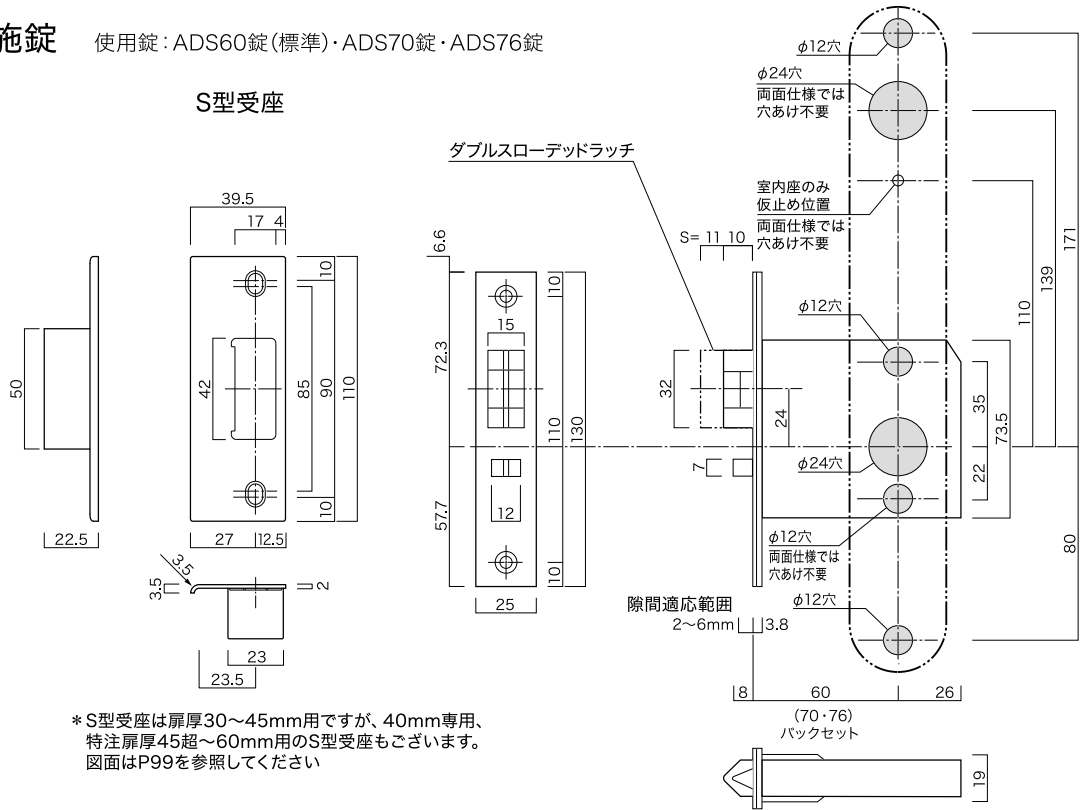 施錠 使用錠:ADS60錠(標準)・ADS70錠・ADS76錠
S型受座
39.5
17 4
10
42
85
90
110
10
50
22.5
27 12.5
3.5
3.5
2
23
23.5
ダブルスローデッドラッチ
6.6
10
15
72.3
110
130
12
57.7
10
25
S= 11 10
32
24
7
φ12穴
φ24穴
両面仕様では
穴あけ不要
室内座のみ
仮止め位置
両面仕様では
穴あけ不要
φ12穴
φ24穴
φ12穴
両面仕様では
穴あけ不要
φ12穴
171
139
110
35
73.5
22
80
隙間適応範囲
2〜6mm 3.8
8 60 26
(70・76)
バックセット
19
*S型受座は扉厚30〜45mm用ですが、40mm専用、
特注扉厚45超〜60mm用のS型受座もございます。
図面はP99を参照してください